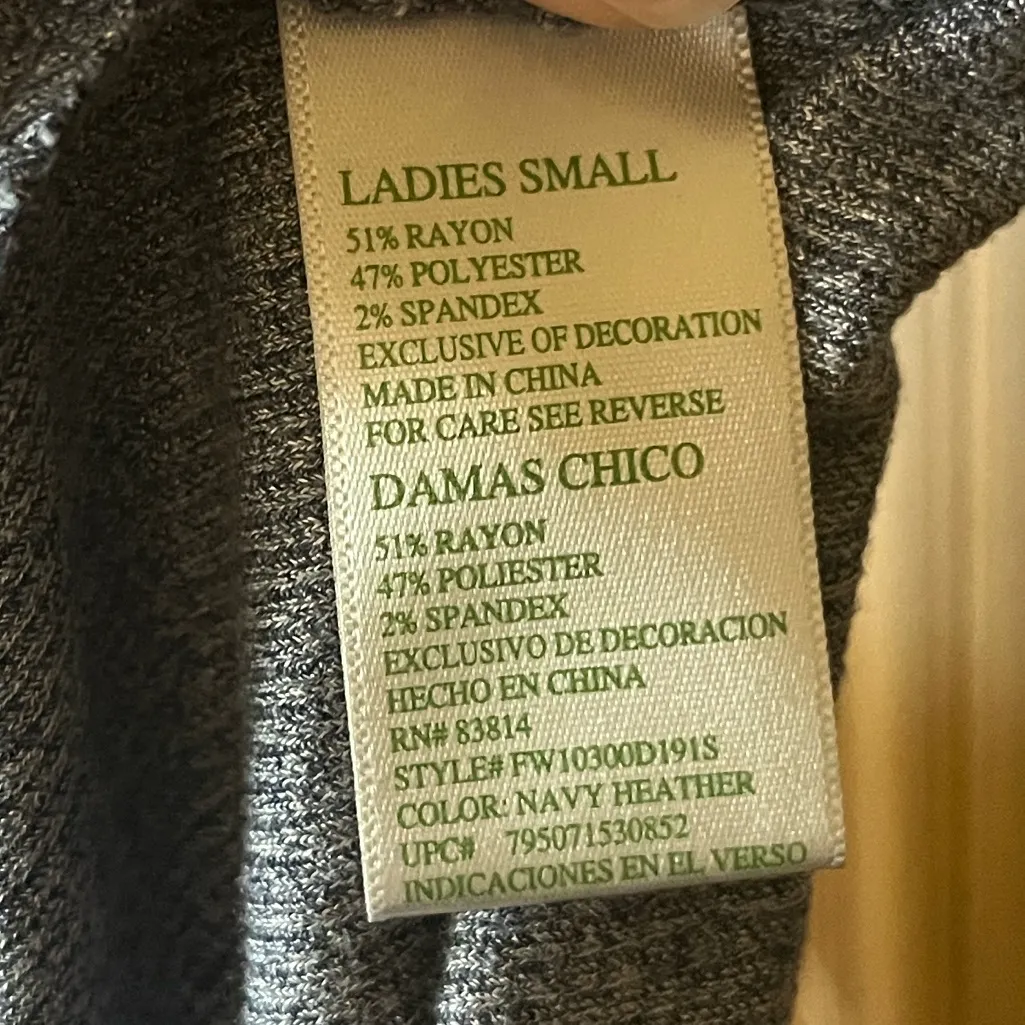 LADIES SMALL
51% RAYON
47% POLYESTER
2% SPANDEX
EXCLUSIVE OF DECORATION
MADE IN CHINA
FOR CARE SEE REVERSE
DAMAS CHICO
51% RAYON
47% POLIESTER
2% SPANDEX
EXCLUSIVO DE DECORACION
HECHO EN CHINA
RN# 83814
STYLE# FW10300D191S
COLOR: NAVY HEATHER
UPC# 795071530852
INDICACIONES EN EL VERSO